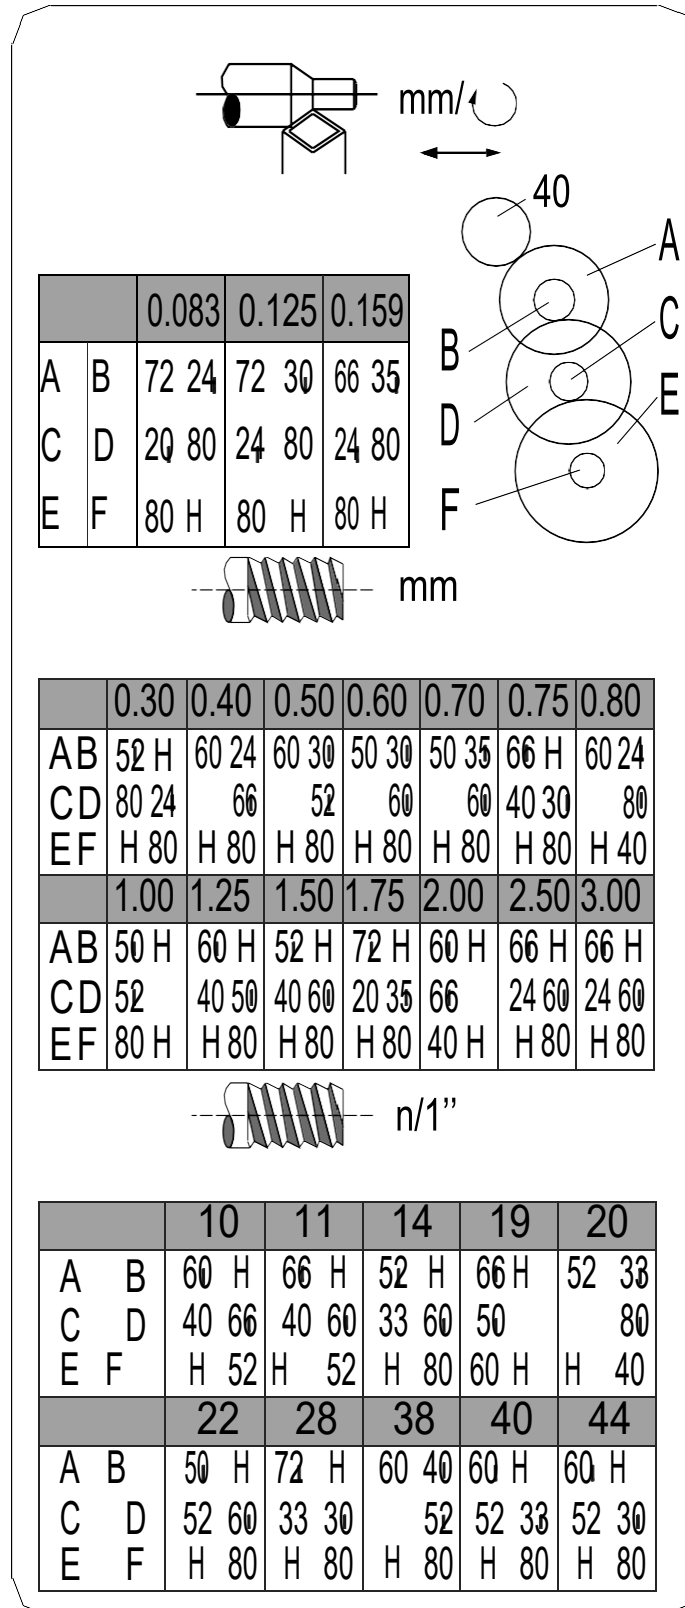 mm/
40
A
B
C
D
E
F
0.083 0.125 0.159
A B 72 24 72 30 66 35
C D 20 80 24 80 24 80
E F 80 H 80 H 80 H
mm
0.30 0.40 0.50 0.60 0.70 0.75 0.80
A B 52 H 60 24 60 30 50 30 50 35 66 H 60 24
C D 80 24 66 52 60 60 40 30 80
E F H 80 H 80 H 80 H 80 H 80 H 80 H 40
1.00 1.25 1.50 1.75 2.00 2.50 3.00
A B 50 H 60 H 52 H 72 H 60 H 66 H 66 H
C D 52 40 50 40 60 20 35 66 24 60 24 60
E F 80 H H 80 H 80 H 80 40 H H 80 H 80
n/1’’
10 11 14 19 20
A B 60 H 66 H 52 H 66 H 52 33
C D 40 66 40 60 33 60 50 80
E F H 52 H 52 H 80 60 H H 40
22 28 38 40 44
A B 50 H 72 H 60 40 60 H 60 H
C D 52 60 33 30 52 52 33 52 30
E F H 80 H 80 H 80 H 80 H 80